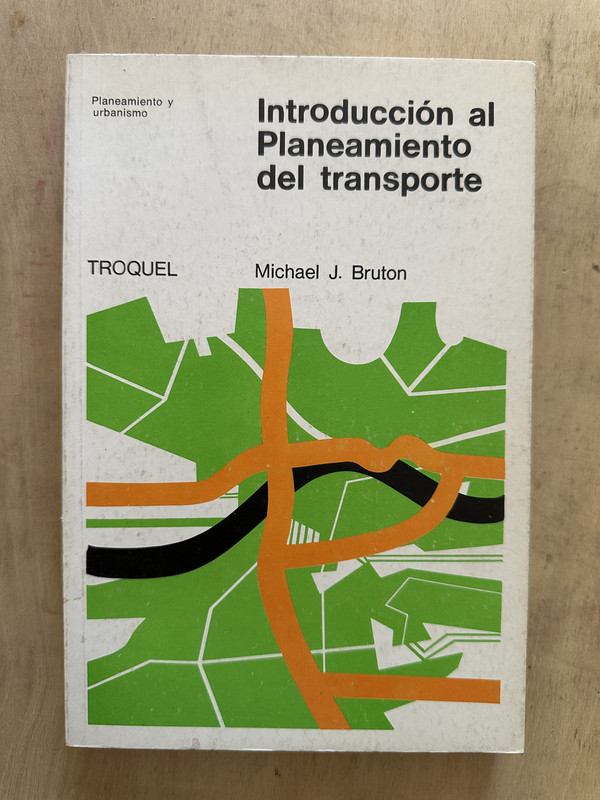 Planeamiento y
urbanismo
Introducción al
Planeamiento
del transporte
TROQUEL
Michael J. Bruton